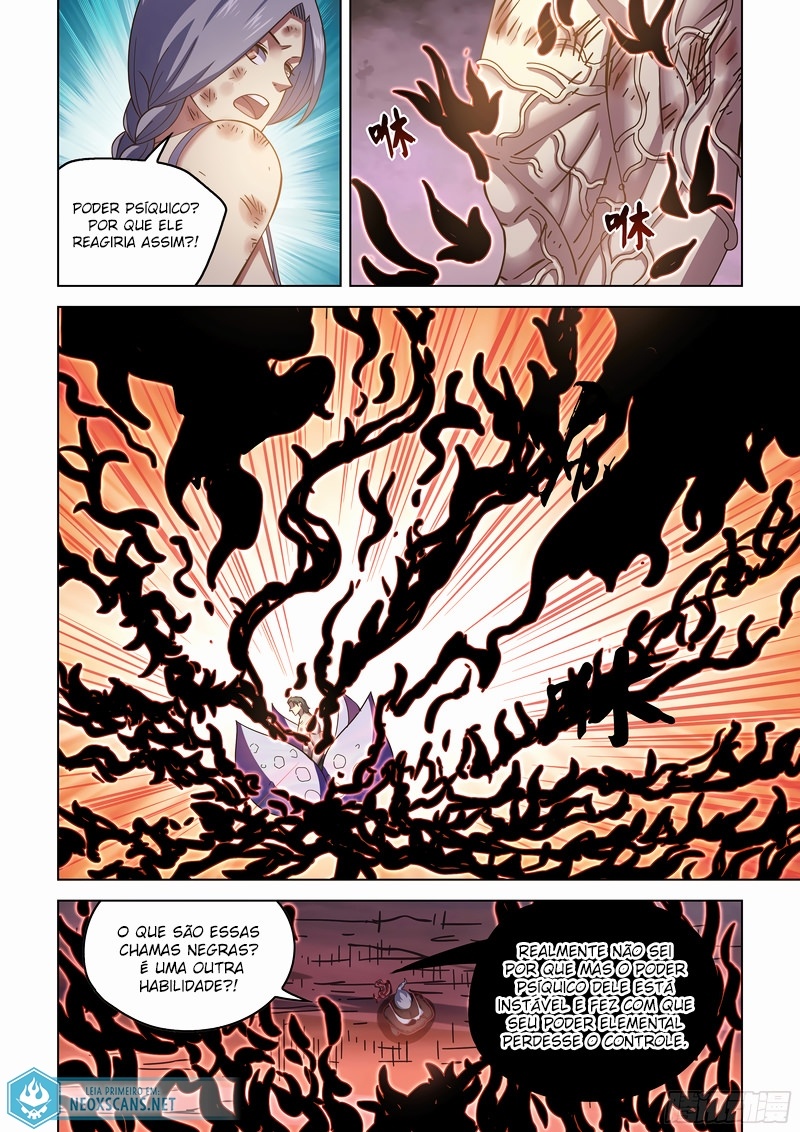 PODER PSÍQUICO?
POR QUE ELE
REAGIRIA ASSIM?!
咻
咻
咻
O QUE SÃO ESSAS
CHAMAS NEGRAS?
É UMA OUTRA
HABILIDADE?!
REALMENTE NÃO SEI
POR QUE MAS O PODER
PSÍQUICO DELE ESTÁ
INSTÁVEL E FEZ COM QUE
SEU PODER ELEMENTAL
PERDESSE O CONTROLE.
LEIA PRIMEIRO EM:
NEOXSCANS.NET